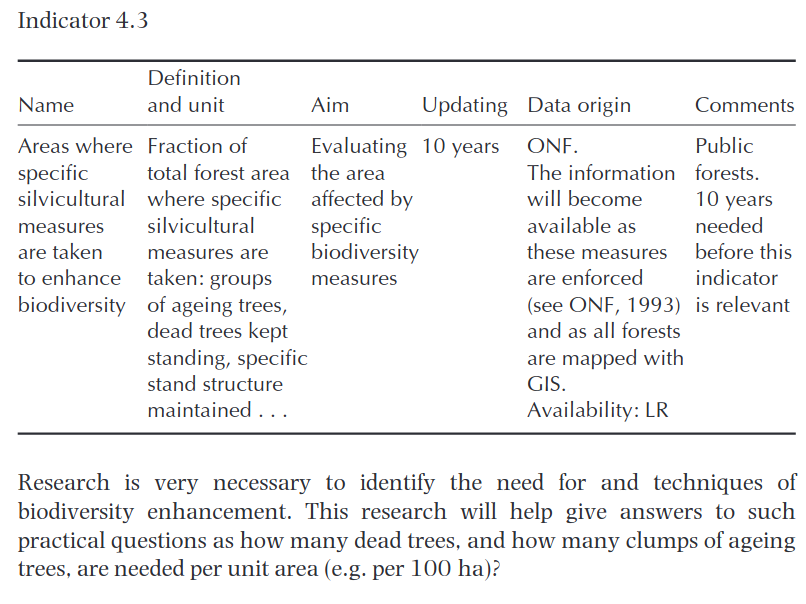 Indicator 4.3
Name
Definition
and unit
Aim
Updating
Data origin
Comments
Areas where
specific
silvicultural
measures
are taken
to enhance
biodiversity
Fraction of
total forest area
where specific
silvicultural
measures are
taken: groups
of ageing trees,
dead trees kept
standing, specific
stand structure
maintained . . .
Evaluating
the area
affected by
specific
biodiversity
measures
10 years
ONF.
The information
will become
available as
these measures
are enforced
(see ONF, 1993)
and as all forests
are mapped with
GIS.
Availability: LR
Public
forests.
10 years
needed
before this
indicator
is relevant
Research is very necessary to identify the need for and techniques of
biodiversity enhancement. This research will help give answers to such
practical questions as how many dead trees, and how many clumps of ageing
trees, are needed per unit area (e.g. per 100 ha)?